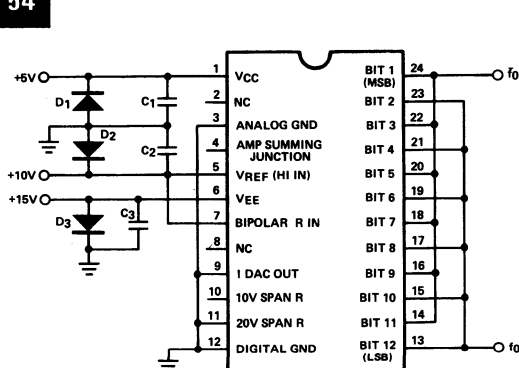 54
+5V
D1
C1
D2
C2
+10V
+15V
D3
C3
1 VCC
2 NC
3 ANALOG GND
4 AMP SUMMING
JUNCTION
5 VREF (HI IN)
6 VEE
7 BIPOLAR R IN
8 NC
9 I DAC OUT
10 10V SPAN R
11 20V SPAN R
12 DIGITAL GND
BIT 1 24
(MSB)
BIT 2 23
BIT 3 22
BIT 4 21
BIT 5 20
BIT 6 19
BIT 7 18
BIT 8 17
BIT 9 16
BIT 10 15
BIT 11 14
BIT 12 13
(LSB)
f̄0
f0